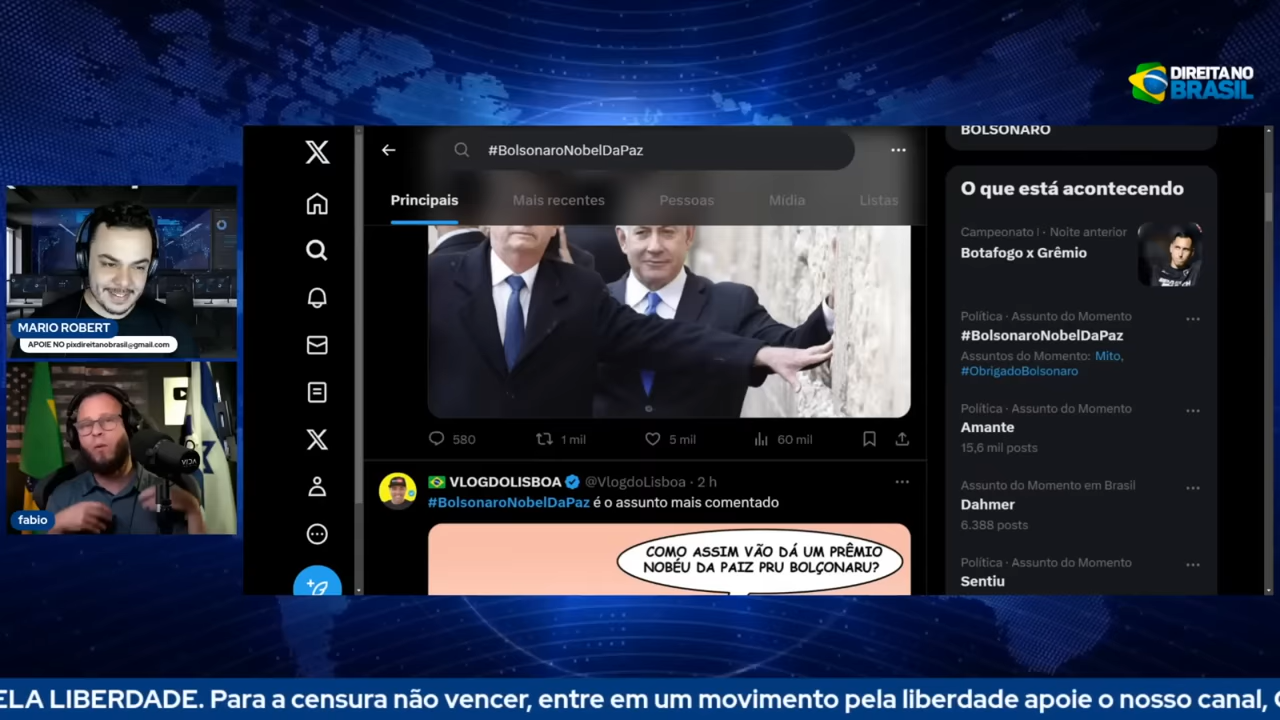 DIREITA NO
BRASIL
BOLSONARO
#BolsonaroNobelDaPaz
Principais
Mais recentes
Pessoas
Mídia
Listas
O que está acontecendo
Campeonato l · Noite anterior
Botafogo x Grêmio
Política · Assunto do Momento
#BolsonaroNobelDaPaz
Assuntos do Momento: Mito,
#ObrigadoBolsonaro
Política · Assunto do Momento
Amante
15,6 mil posts
Assunto do Momento em Brasil
Dahmer
6.388 posts
Política · Assunto do Momento
Sentiu
580
1 mil
5 mil
60 mil
VLOGDOLISBOA @VlogdoLisboa · 2 h
#BolsonaroNobelDaPaz é o assunto mais comentado
COMO ASSIM VÃO DÁ UM PRÊMIO
NOBÉU DA PAIZ PRU BOLÇONARU?
MARIO ROBERT
APOIE NO pixdireitanobrasil@gmail.com
fabio
ELA LIBERDADE. Para a censura não vencer, entre em um movimento pela liberdade apoie o nosso canal,